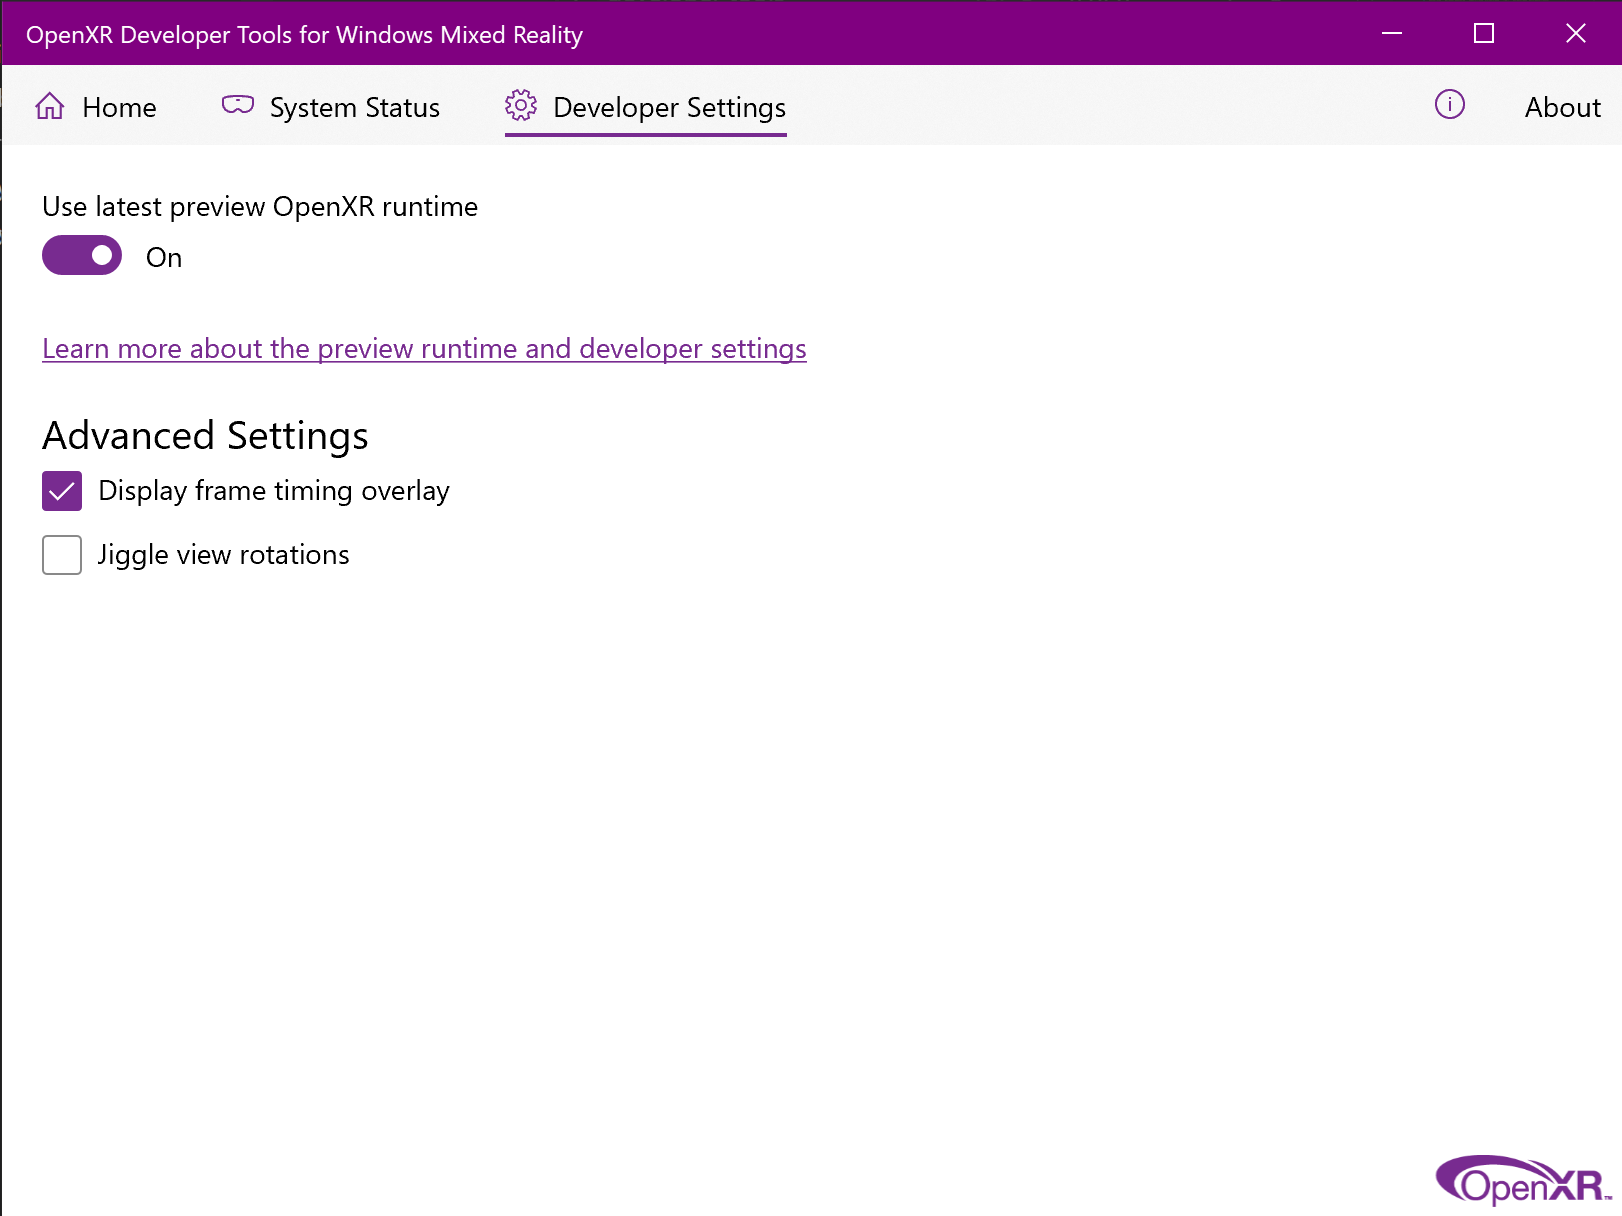 OpenXR Developer Tools for Windows Mixed Reality
Home System Status Developer Settings About
Use latest preview OpenXR runtime
On
Learn more about the preview runtime and developer settings
Advanced Settings
Display frame timing overlay
Jiggle view rotations
OpenXR™